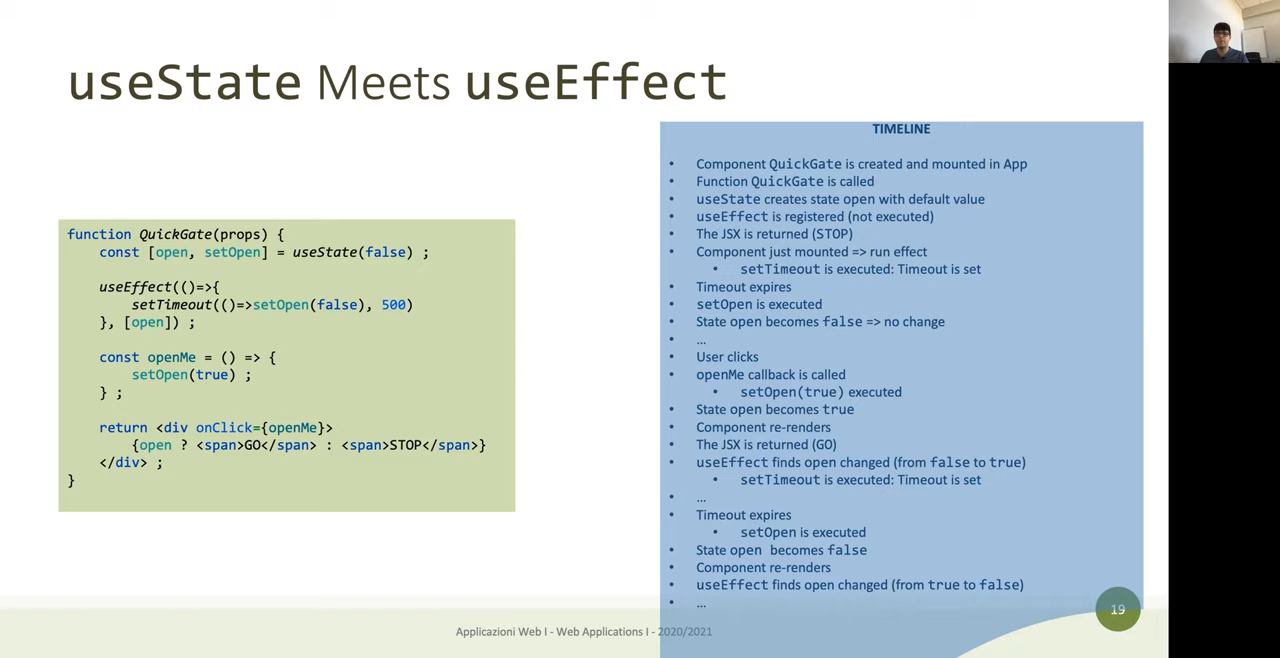 useState Meets useEffect
function QuickGate(props) {
const [open, setOpen] = useState(false) ;
useEffect(()=>{
setTimeout(()=>setOpen(false), 500)
}, [open]) ;
const openMe = () => {
setOpen(true) ;
} ;
return <div onClick={openMe}>
{open ? <span>GO</span> : <span>STOP</span>}
</div> ;
}
TIMELINE
• Component QuickGate is created and mounted in App
• Function QuickGate is called
• useState creates state open with default value
• useEffect is registered (not executed)
• The JSX is returned (STOP)
• Component just mounted => run effect
• setTimeout is executed: Timeout is set
• Timeout expires
• setOpen is executed
• State open becomes false => no change
• …
• User clicks
• openMe callback is called
• setOpen(true) executed
• State open becomes true
• Component re-renders
• The JSX is returned (GO)
• useEffect finds open changed (from false to true)
• setTimeout is executed: Timeout is set
• …
• Timeout expires
• setOpen is executed
• State open becomes false
• Component re-renders
• useEffect finds open changed (from true to false)
• …
19
Applicazioni Web I - Web Applications I - 2020/2021